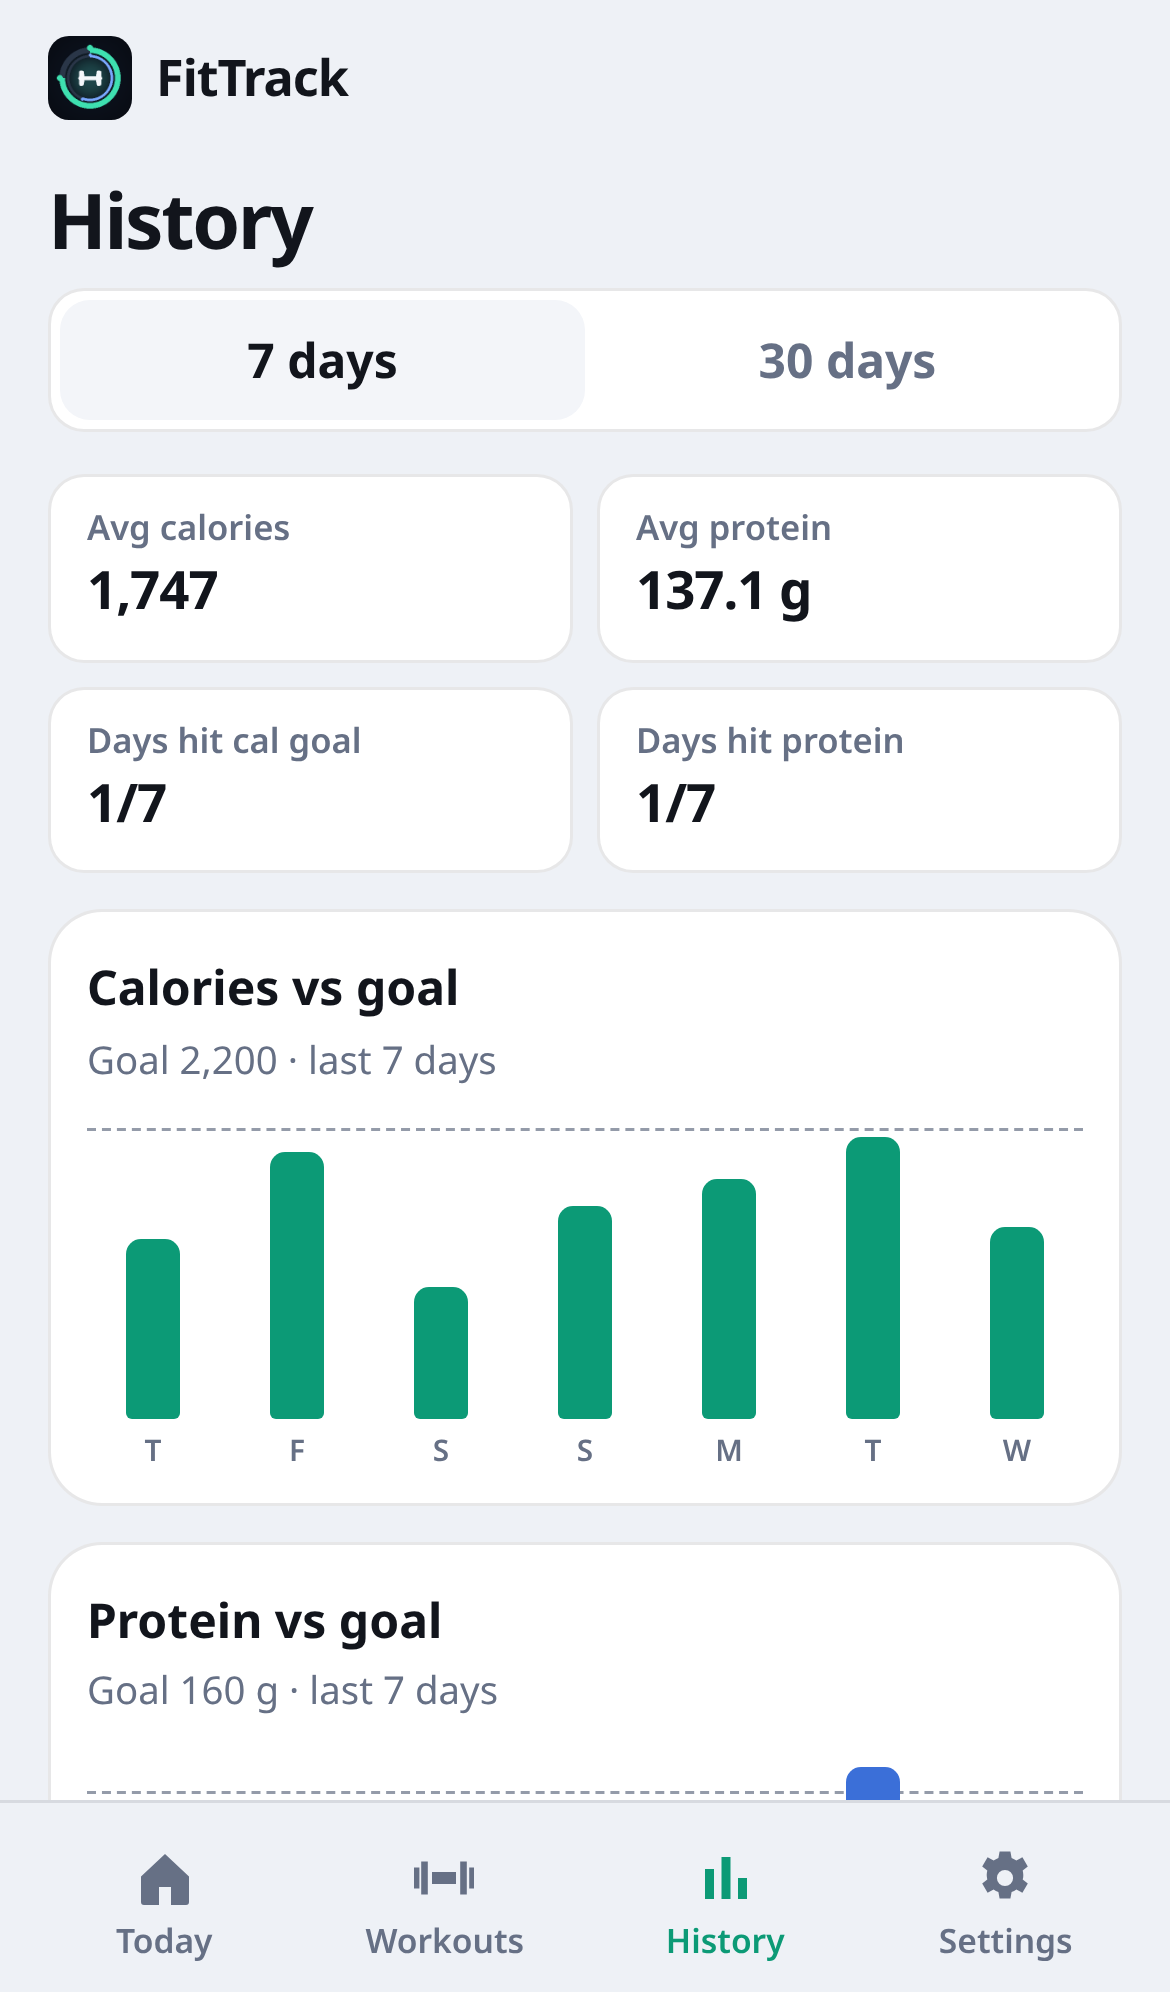 FitTrack
History
7 days
30 days
Avg calories
1,747
Avg protein
137.1 g
Days hit cal goal
1/7
Days hit protein
1/7
Calories vs goal
Goal 2,200 · last 7 days
T F S S M T W
Protein vs goal
Goal 160 g · last 7 days
Today Workouts History Settings